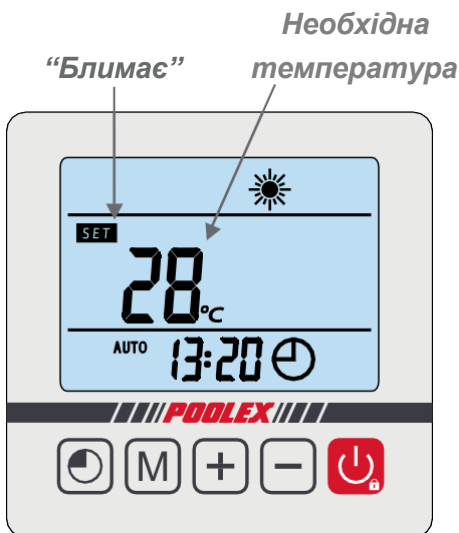 Необхідна
“Блимає” температура
SET
28°C
AUTO 13:20
POOLEX
M + −